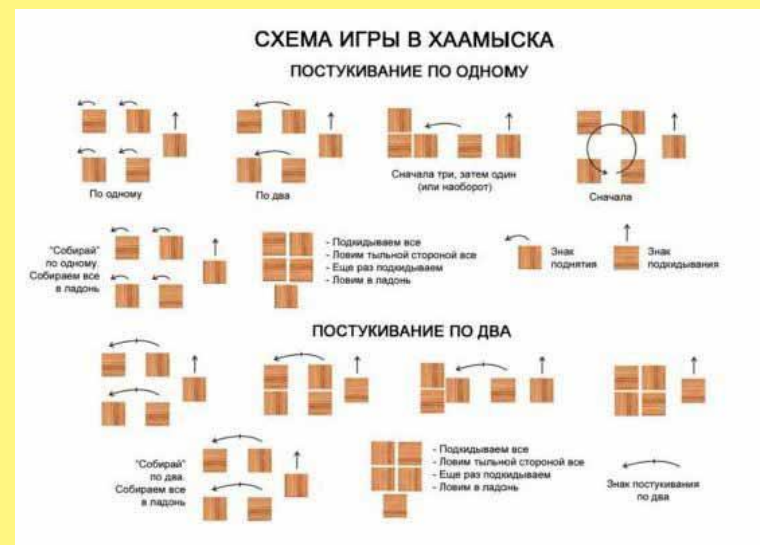 СХЕМА ИГРЫ В ХААМЫСКА
ПОСТУКИВАНИЕ ПО ОДНОМУ
По одному
По два
Сначала три, затем один
(или наоборот)
Сначала
"Собирай"
по одному.
Собираем все
в ладонь
- Подкидываем все
- Ловим тыльной стороной все
- Еще раз подкидываем
- Ловим в ладонь
Знак
поднятия
Знак
подкидывания
ПОСТУКИВАНИЕ ПО ДВА
"Собирай"
по два.
Собираем все
в ладонь
- Подкидываем все
- Ловим тыльной стороной все
- Еще раз подкидываем
- Ловим в ладонь
Знак постукивания
по два